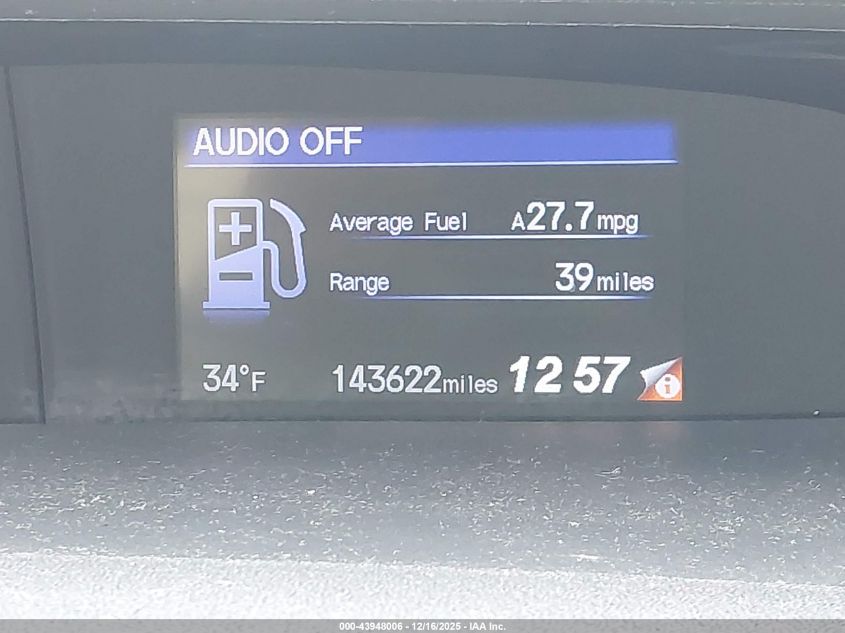 AUDIO OFF
Average Fuel A27.7mpg
Range 39miles
34°F 143622miles 12 57 i
000-43948006 - 12/16/2025 - IAA Inc.